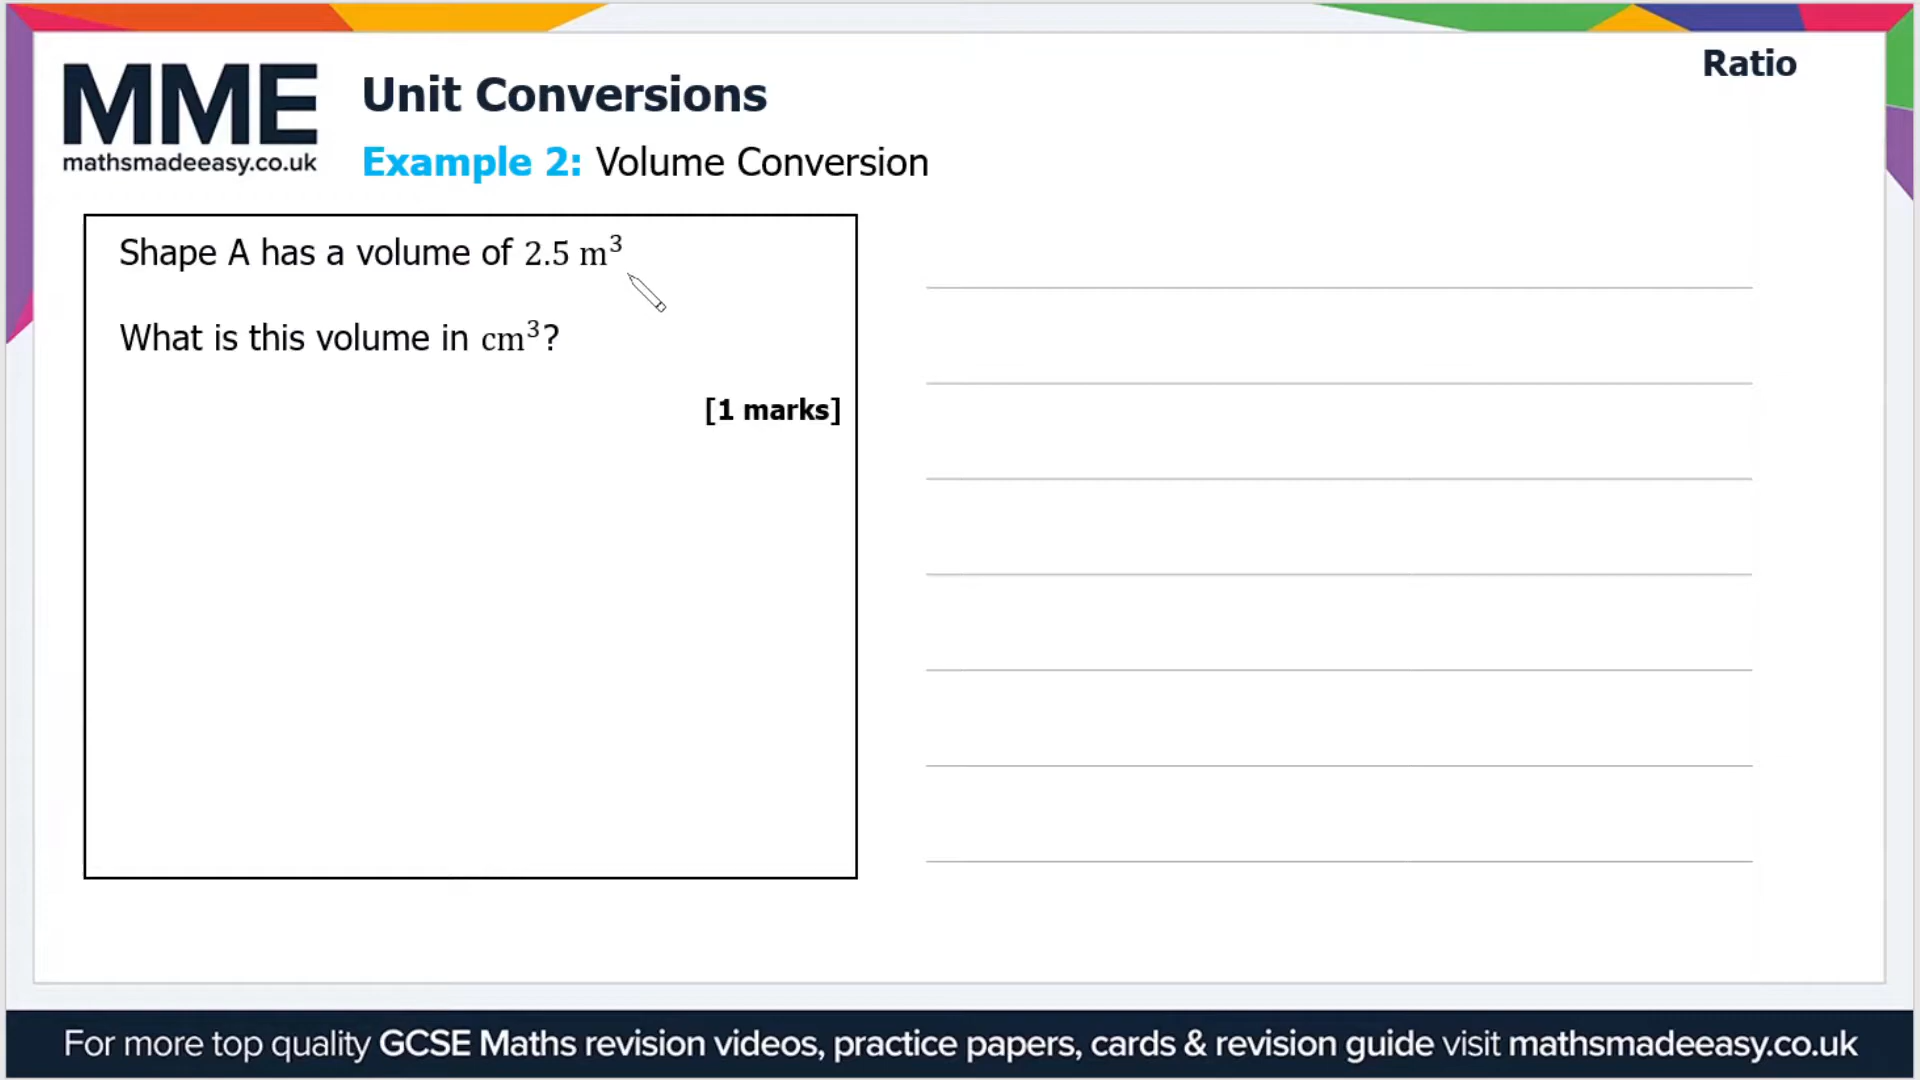 Ratio
MME
mathsmadeeasy.co.uk
Unit Conversions
Example 2: Volume Conversion
Shape A has a volume of 2.5 m³
What is this volume in cm³?
[1 marks]
For more top quality GCSE Maths revision videos, practice papers, cards & revision guide visit mathsmadeeasy.co.uk